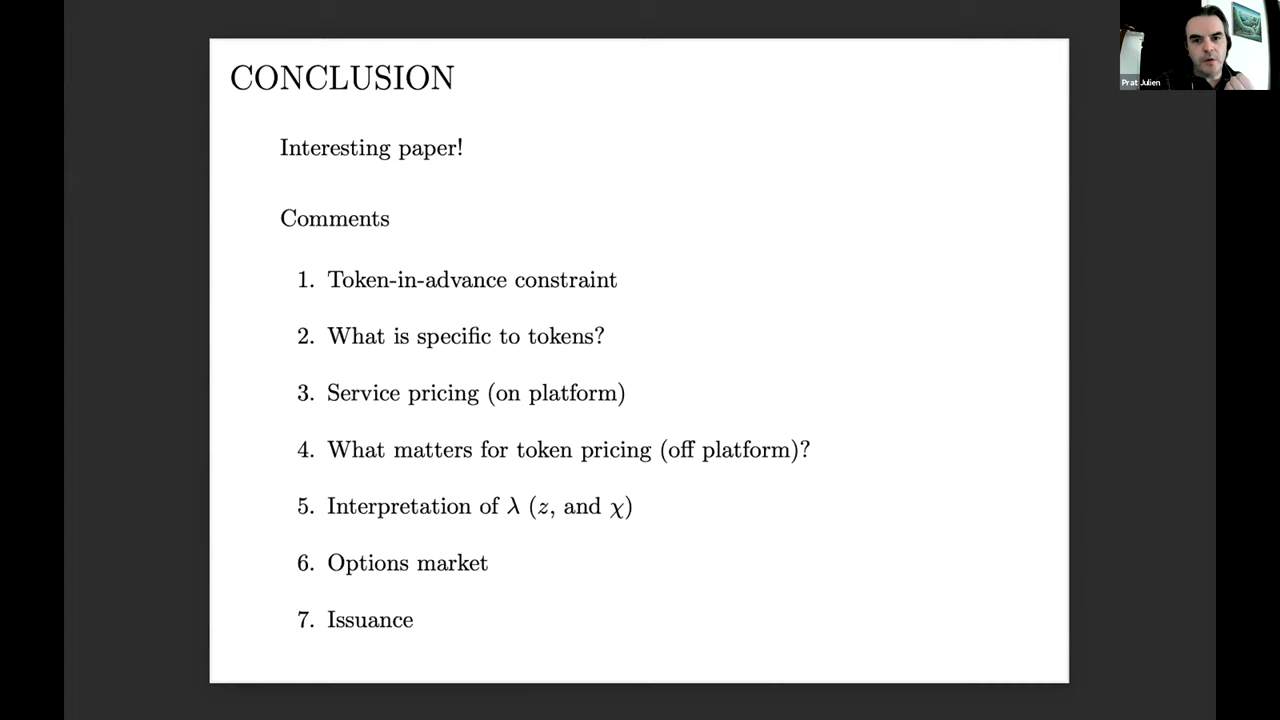 CONCLUSION
Interesting paper!
Comments
1. Token-in-advance constraint
2. What is specific to tokens?
3. Service pricing (on platform)
4. What matters for token pricing (off platform)?
5. Interpretation of λ (z, and χ)
6. Options market
7. Issuance
Prat Julien